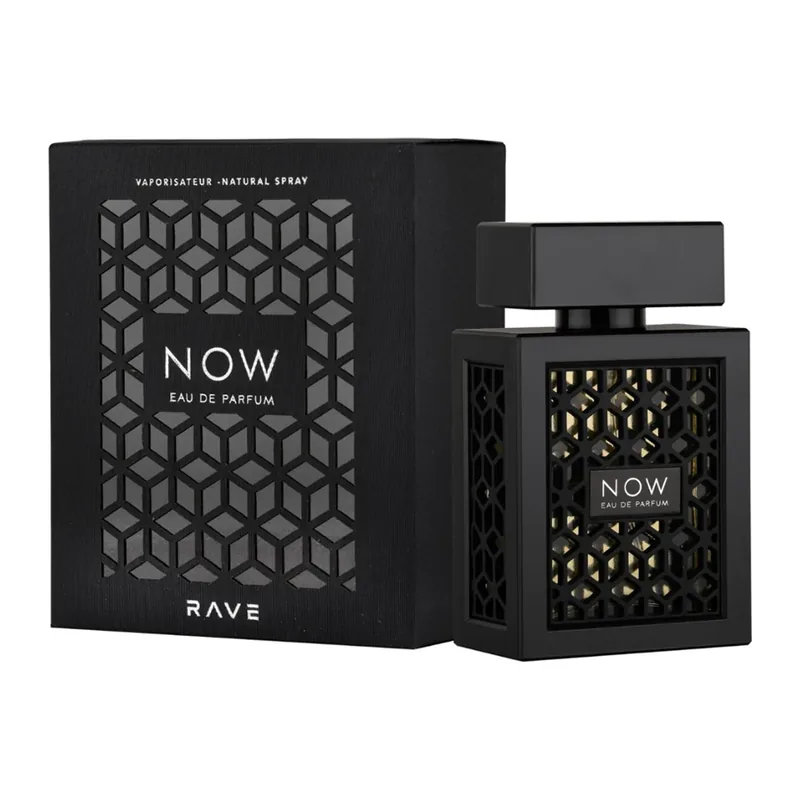 VAPORISATEUR -NATURAL SPRAY
NOW
EAU DE PARFUM
RAVE
NOW
EAU DE PARFUM